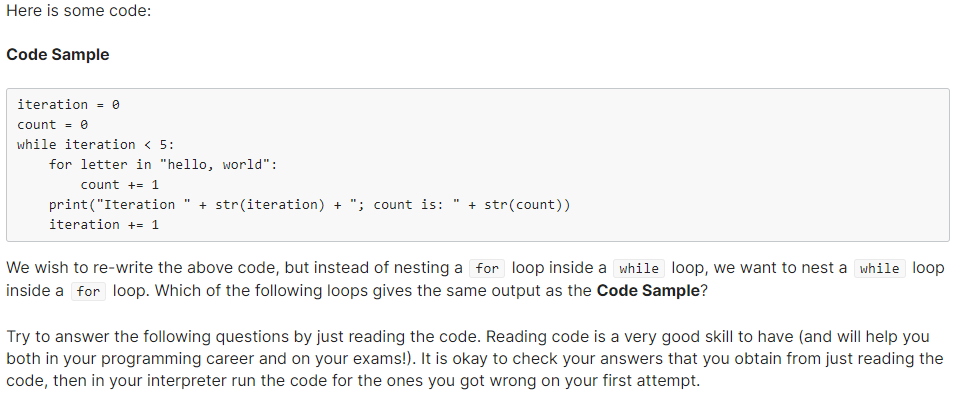 Here is some code:
Code Sample
iteration = 0
count = 0
while iteration < 5:
    for letter in "hello, world":
        count += 1
    print("Iteration " + str(iteration) + "; count is: " + str(count))
    iteration += 1
We wish to re-write the above code, but instead of nesting a for loop inside a while loop, we want to nest a while loop
inside a for loop. Which of the following loops gives the same output as the Code Sample?
Try to answer the following questions by just reading the code. Reading code is a very good skill to have (and will help you
both in your programming career and on your exams!). It is okay to check your answers that you obtain from just reading the
code, then in your interpreter run the code for the ones you got wrong on your first attempt.